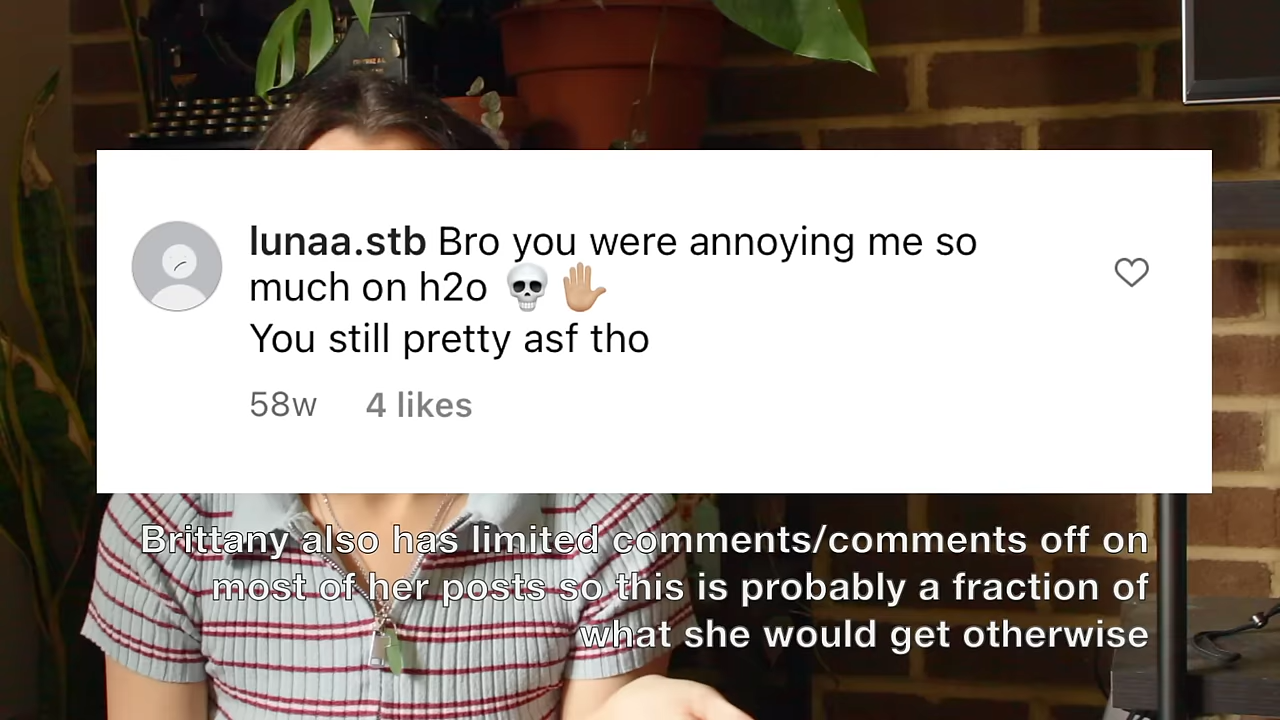 lunaa.stb Bro you were annoying me so
much on h2o 💀✋🏼
You still pretty asf tho
58w 4 likes
Brittany also has limited comments/comments off on
most of her posts so this is probably a fraction of
what she would get otherwise